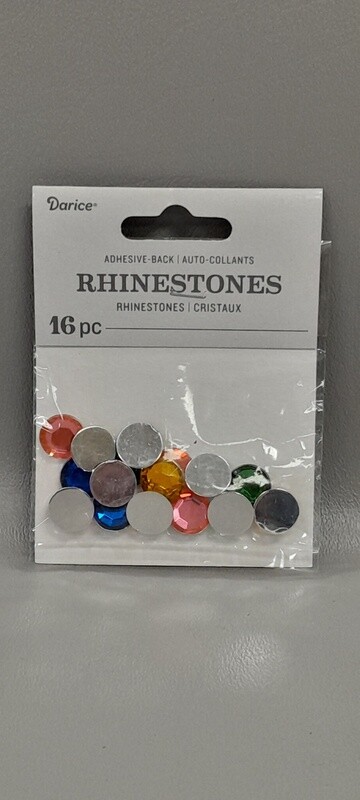 Darice®
ADHESIVE-BACK | AUTO-COLLANTS
RHINESTONES
RHINESTONES | CRISTAUX
16 pc